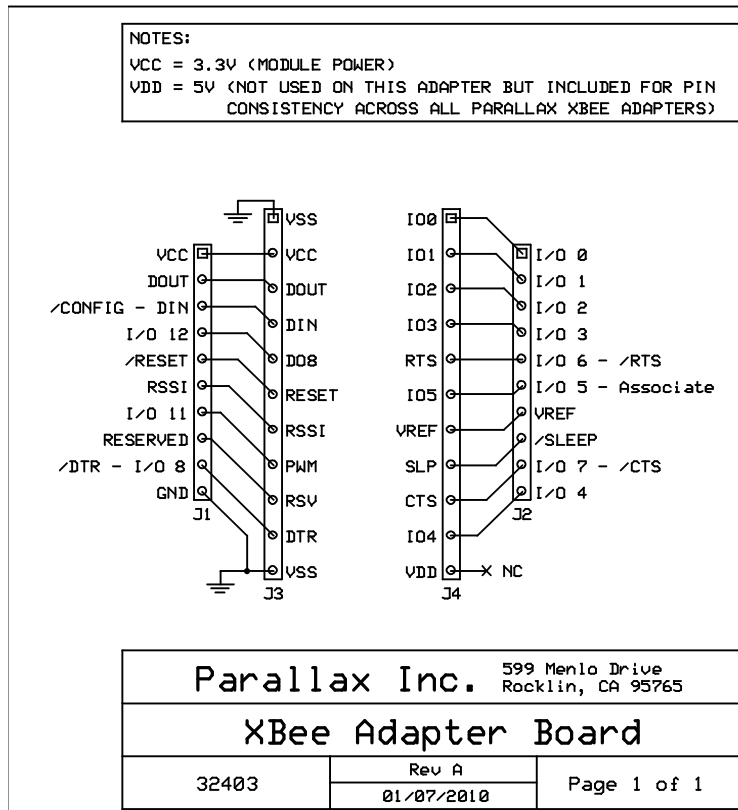 NOTES:
VCC = 3.3V (MODULE POWER)
VDD = 5V (NOT USED ON THIS ADAPTER BUT INCLUDED FOR PIN
CONSISTENCY ACROSS ALL PARALLAX XBEE ADAPTERS)
VCC
DOUT
/CONFIG - DIN
I/O 12
/RESET
RSSI
I/O 11
RESERVED
/DTR - I/O 8
GND
J1
VSS
VCC
DOUT
DIN
DO8
RESET
RSSI
PWM
RSV
DTR
VSS
J3
IO0
IO1
IO2
IO3
RTS
IO5
VREF
SLP
CTS
IO4
VDD
J4
X NC
I/O 0
I/O 1
I/O 2
I/O 3
I/O 6 - /RTS
I/O 5 - Associate
VREF
/SLEEP
I/O 7 - /CTS
I/O 4
J2
Parallax Inc.
599 Menlo Drive
Rocklin, CA 95765
XBee Adapter Board
32403
Rev A
01/07/2010
Page 1 of 1